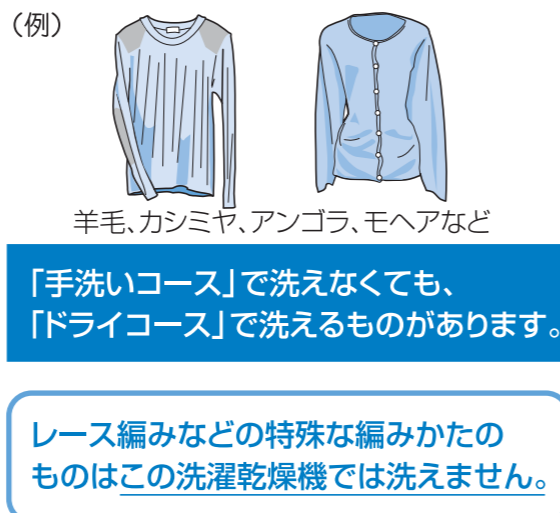 (例)
羊毛、カシミヤ、アンゴラ、モヘアなど
「手洗いコース」で洗えなくても、
「ドライコース」で洗えるものがあります。
レース編みなどの特殊な編みかたの
ものはこの洗濯乾燥機では洗えません。